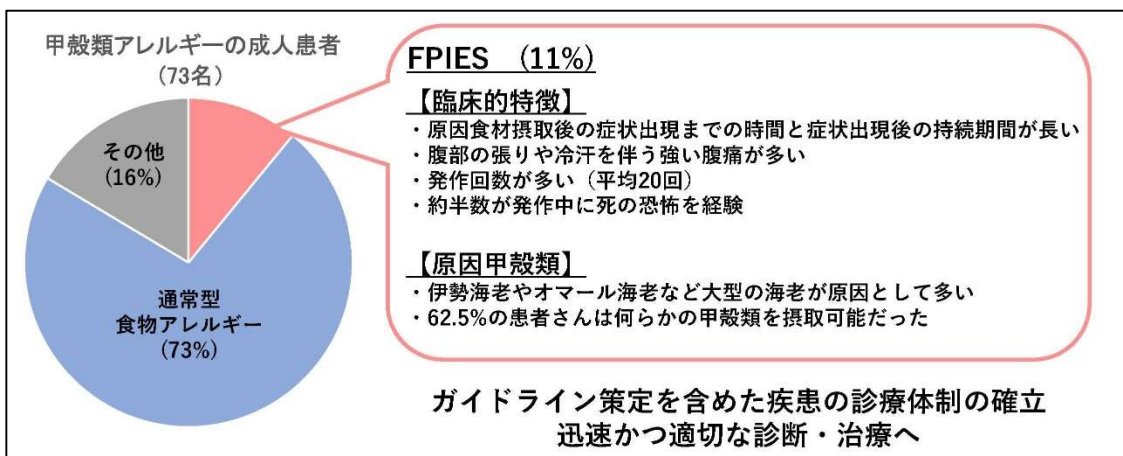 甲殻類アレルギーの成人患者
(73名)
その他
(16%)
通常型
食物アレルギー
(73%)
FPIES (11%)
【臨床的特徴】
・原因食材摂取後の症状出現までの時間と症状出現後の持続期間が長い
・腹部の張りや冷汗を伴う強い腹痛が多い
・発作回数が多い（平均20回）
・約半数が発作中に死の恐怖を経験
【原因甲殻類】
・伊勢海老やオマール海老など大型の海老が原因として多い
・62.5%の患者さんは何らかの甲殻類を摂取可能だった
ガイドライン策定を含めた疾患の診療体制の確立
迅速かつ適切な診断・治療へ